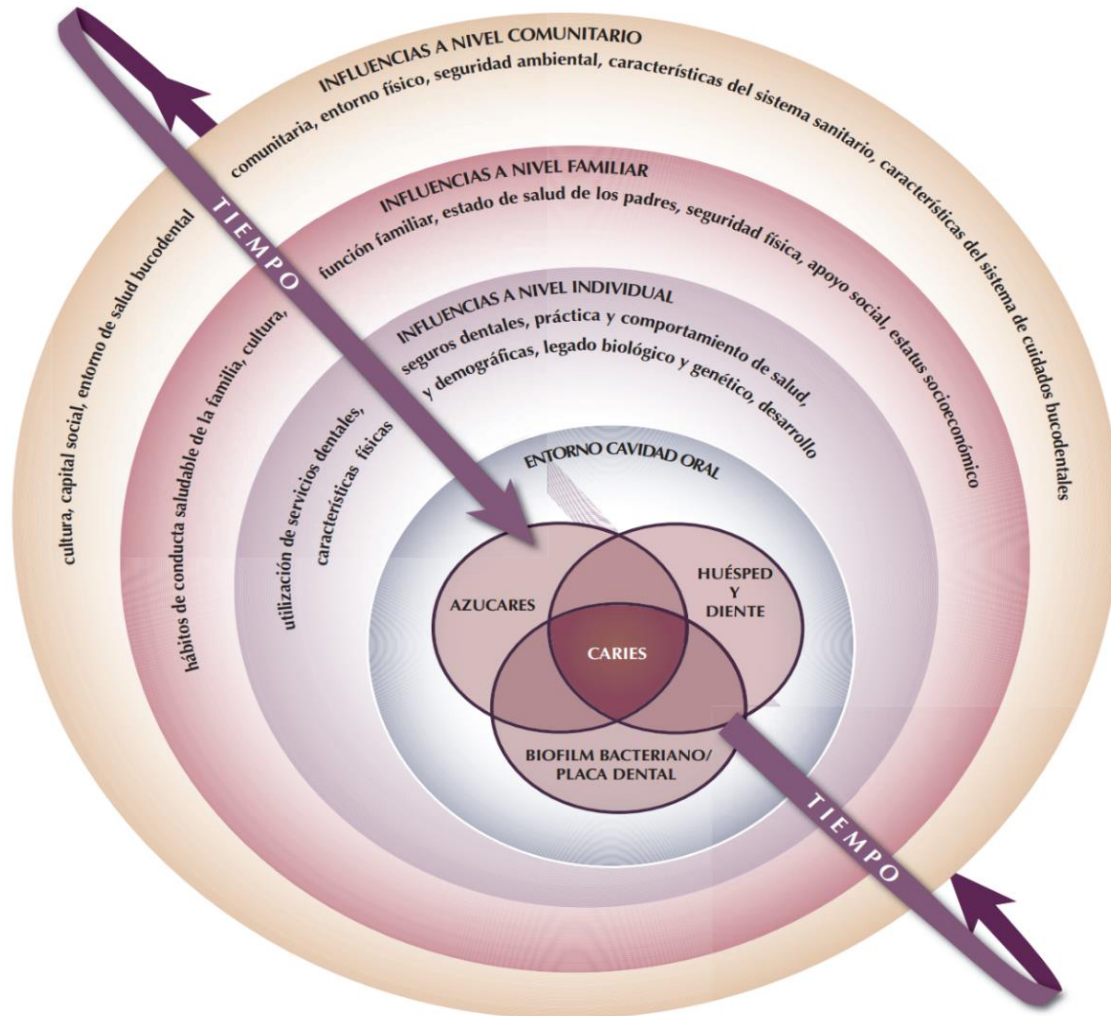 INFLUENCIAS A NIVEL COMUNITARIO
cultura, capital social, entorno de salud bucodental comunitaria, entorno físico, seguridad ambiental, características del sistema sanitario, características del sistema de cuidados bucodentales
INFLUENCIAS A NIVEL FAMILIAR
hábitos de conducta saludable de la familia, cultura, función familiar, estado de salud de los padres, seguridad física, apoyo social, estatus socioeconómico
INFLUENCIAS A NIVEL INDIVIDUAL
utilización de servicios dentales, seguros dentales, práctica y comportamiento de salud,
características físicas y demográficas, legado biológico y genético, desarrollo
ENTORNO CAVIDAD ORAL
TIEMPO
AZUCARES
HUÉSPED
Y
DIENTE
CARIES
BIOFILM BACTERIANO/
PLACA DENTAL
TIEMPO